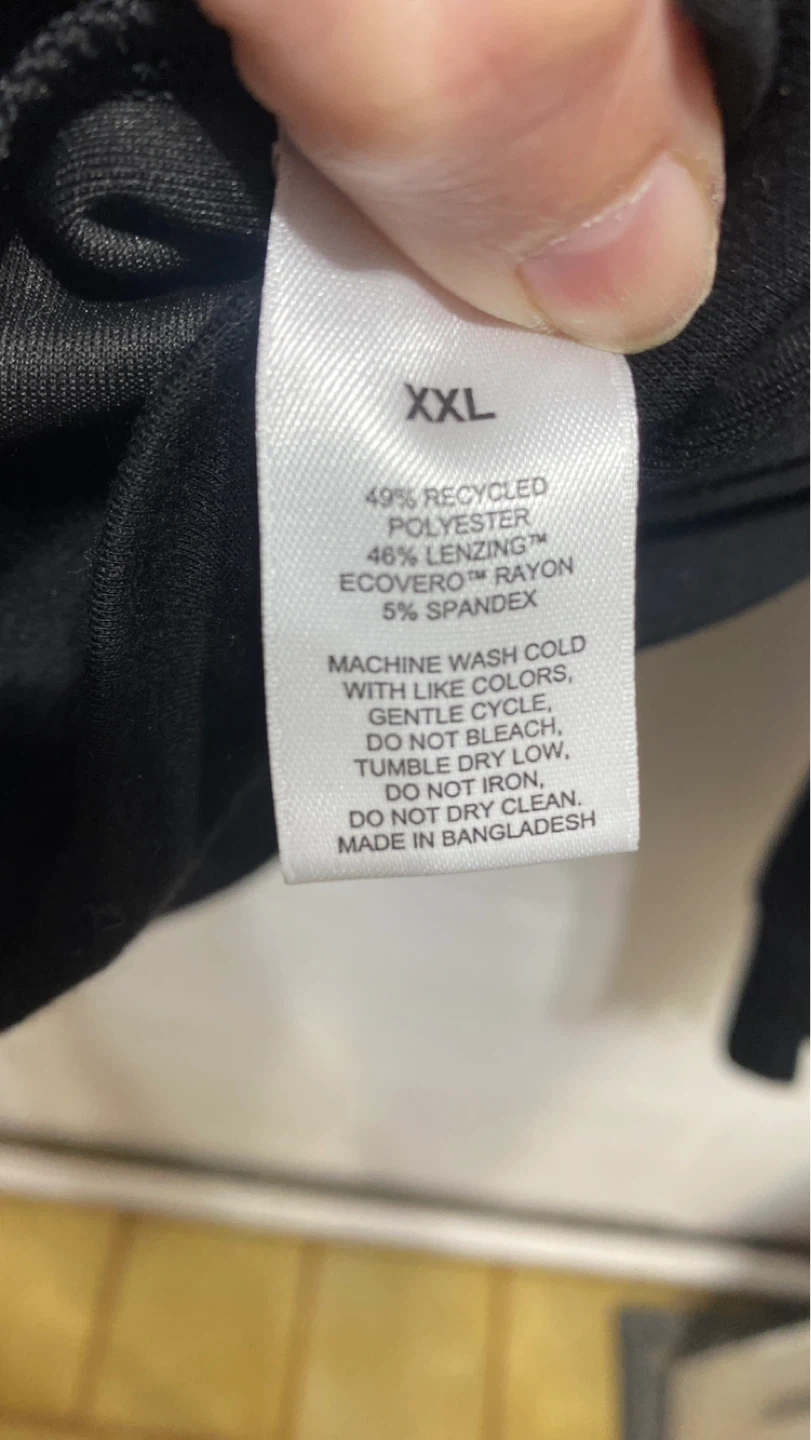 XXL
49% RECYCLED
POLYESTER
46% LENZING™
ECOVERO™ RAYON
5% SPANDEX
MACHINE WASH COLD
WITH LIKE COLORS,
GENTLE CYCLE,
DO NOT BLEACH,
TUMBLE DRY LOW,
DO NOT IRON,
DO NOT DRY CLEAN.
MADE IN BANGLADESH